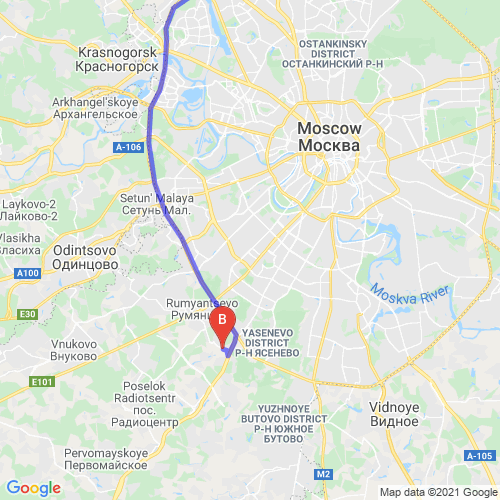 Krasnogorsk
Красногорск
OSTANKINSKY
DISTRICT
ОСТАНКИНСКИЙ Р-Н
Arkhangel'skoye
Архангельское
Moscow
Москва
A-106
Setun' Malaya
Сетунь Мал.
Laykovo-2
Лайково-2
Vlasikha
Власиха
Odintsovo
Одинцово
A100
Moskva River
E30
Rumyantsevo
B
YASENEVO
DISTRICT
Р-Н ЯСЕНЕВО
Vnukovo
Внуково
E101
Poselok
Radiotsentr
пос.
Радиоцентр
YUZHNOYE
BUTOVO DISTRICT
Р-Н ЮЖНОЕ
БУТОВО
Vidnoye
Видное
Pervomayskoye
Первомайское
A-105
M2
Google
Map data ©2021 Google